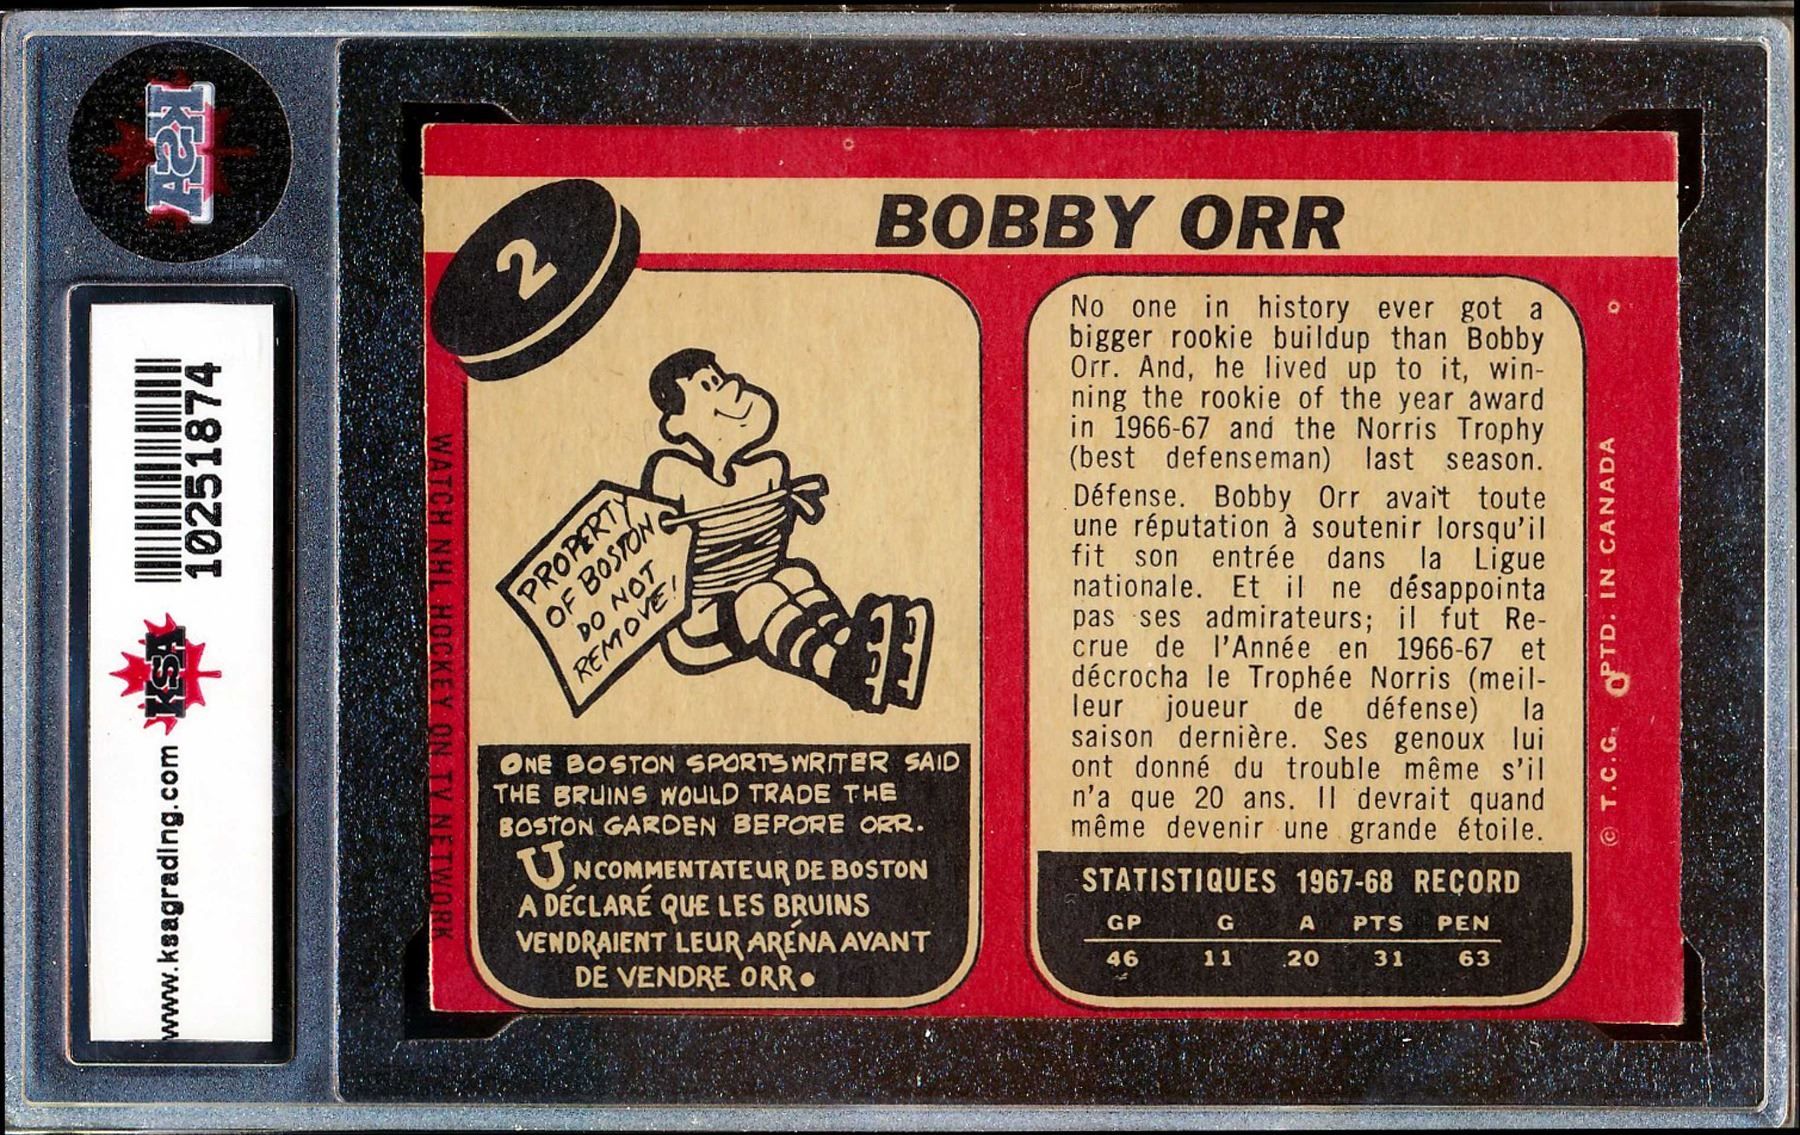 KSA
10251874
KSA
www.ksagrading.com
BOBBY ORR
2
WATCH NHL HOCKEY ON TV NETWORK
PROPERTY
OF BOSTON
DO NOT
REMOVE!
ONE BOSTON SPORTSWRITER SAID
THE BRUINS WOULD TRADE THE
BOSTON GARDEN BEFORE ORR.
UN COMMENTATEUR DE BOSTON
A DÉCLARÉ QUE LES BRUINS
VENDRAIENT LEUR ARÉNA AVANT
DE VENDRE ORR.
No one in history ever got a
bigger rookie buildup than Bobby
Orr. And, he lived up to it, win-
ning the rookie of the year award
in 1966-67 and the Norris Trophy
(best defenseman) last season.
Défense. Bobby Orr avait toute
une réputation à soutenir lorsqu'il
fit son entrée dans la Ligue
nationale. Et il ne désappointa
pas ses admirateurs; il fut Re-
crue de l'Année en 1966-67 et
décrocha le Trophée Norris (meil-
leur joueur de défense) la
saison dernière. Ses genoux lui
ont donné du trouble même s'il
n'a que 20 ans. Il devrait quand
même devenir une grande étoile.
STATISTIQUES 1967-68 RECORD
GP G A PTS PEN
46 11 20 31 63
© T.C.G. PTD. IN CANADA